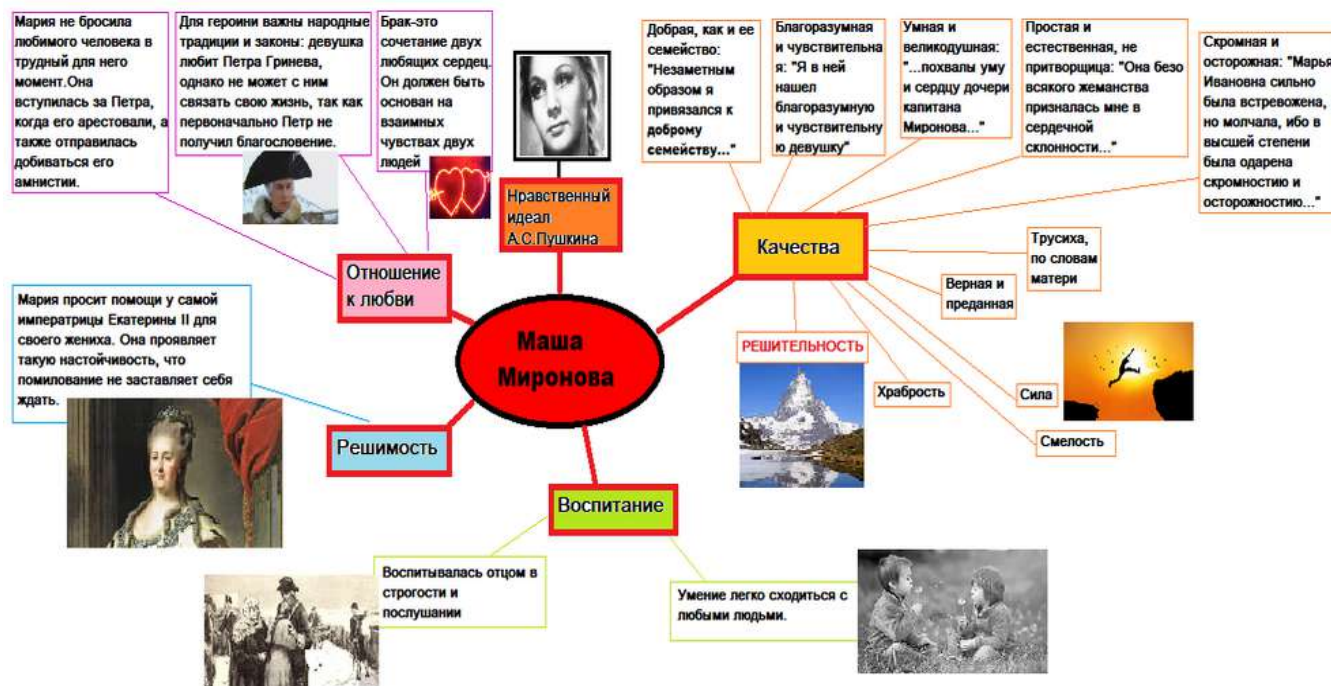 Мария не бросила
любимого человека в
трудный для него
момент.Она
вступилась за Петра,
когда его арестовали, а
также отправилась
добиваться его
амнистии.
Для героини важны народные
традиции и законы: девушка
любит Петра Гринева,
однако не может с ним
связать свою жизнь, так как
первоначально Петр не
получил благословение.
Брак-это
сочетание двух
любящих сердец.
Он должен быть
основан на
взаимных
чувствах двух
людей
Нравственный
идеал
А.С.Пушкина
Добрая, как и ее
семейство:
"Незаметным
образом я
привязался к
доброму
семейству..."
Благоразумная
и чувствительна
я: "Я в ней
нашел
благоразумную
и чувствительну
ю девушку"
Умная и
великодушная:
"...похвалы уму
и сердцу дочери
капитана
Миронова..."
Простая и
естественная, не
притворщица: "Она безо
всякого жеманства
призналась мне в
сердечной
склонности..."
Скромная и
осторожная: "Марья
Ивановна сильно
была встревожена,
но молчала, ибо в
высшей степени
была одарена
скромностию и
осторожностию..."
Качества
Отношение
к любви
Трусиха,
по словам
матери
Верная и
преданная
Мария просит помощи у самой
императрицы Екатерины II для
своего жениха. Она проявляет
такую настойчивость, что
помилование не заставляет себя
ждать.
Маша
Миронова
РЕШИТЕЛЬНОСТЬ
Храбрость
Сила
Смелость
Решимость
Воспитание
Воспитывалась отцом в
строгости и
послушании
Умение легко сходиться с
любыми людьми.